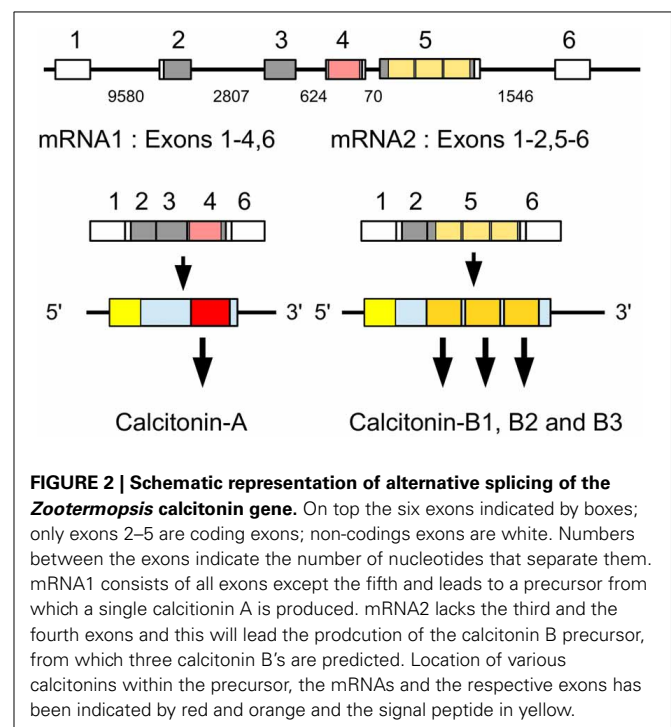 1 2 3 4 5 6
9580 2807 624 70 1546
mRNA1 : Exons 1-4,6 mRNA2 : Exons 1-2,5-6
1 2 3 4 6 1 2 5 6
5' 3' 5' 3'
Calcitonin-A Calcitonin-B1, B2 and B3
FIGURE 2 | Schematic representation of alternative splicing of the
Zootermopsis calcitonin gene. On top the six exons indicated by boxes;
only exons 2–5 are coding exons; non-codings exons are white. Numbers
between the exons indicate the number of nucleotides that separate them.
mRNA1 consists of all exons except the fifth and leads to a precursor from
which a single calcitionin A is produced. mRNA2 lacks the third and the
fourth exons and this will lead the prodcution of the calcitonin B precursor,
from which three calcitonin B's are predicted. Location of various
calcitonins within the precursor, the mRNAs and the respective exons has
been indicated by red and orange and the signal peptide in yellow.